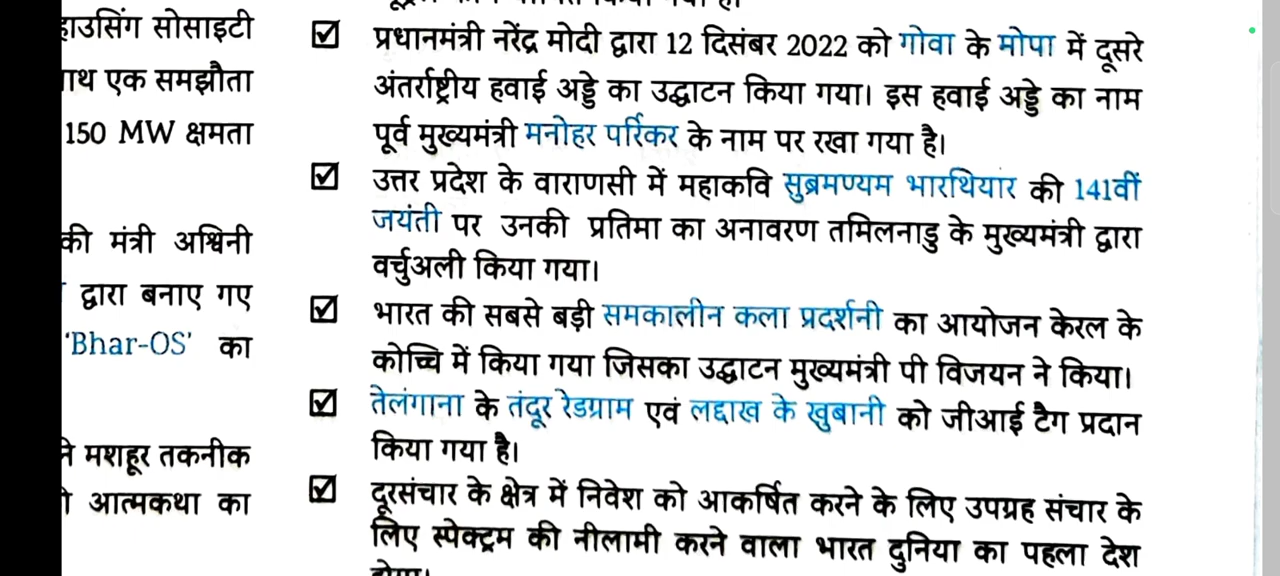 हाउसिंग सोसाइटी
एक समझौता
150 MW क्षमता
की मंत्री अश्विनी
द्वारा बनाए गए
‘Bhar-OS’ का
मशहूर तकनीक
आत्मकथा का
प्रधानमंत्री नरेंद्र मोदी द्वारा 12 दिसंबर 2022 को गोवा के मोपा में दूसरे
अंतर्राष्ट्रीय हवाई अड्डे का उद्घाटन किया गया। इस हवाई अड्डे का नाम
पूर्व मुख्यमंत्री मनोहर पर्रिकर के नाम पर रखा गया है।
उत्तर प्रदेश के वाराणसी में महाकवि सुब्रमण्यम भारथियार की 141वीं
जयंती पर उनकी प्रतिमा का अनावरण तमिलनाडु के मुख्यमंत्री द्वारा
वर्चुअली किया गया।
भारत की सबसे बड़ी समकालीन कला प्रदर्शनी का आयोजन केरल के
कोच्चि में किया गया जिसका उद्घाटन मुख्यमंत्री पी विजयन ने किया।
तेलंगाना के तंदूर रेडग्राम एवं लद्दाख के खुबानी को जीआई टैग प्रदान
किया गया है।
दूरसंचार के क्षेत्र में निवेश को आकर्षित करने के लिए उपग्रह संचार के
लिए स्पेक्ट्रम की नीलामी करने वाला भारत दुनिया का पहला देश